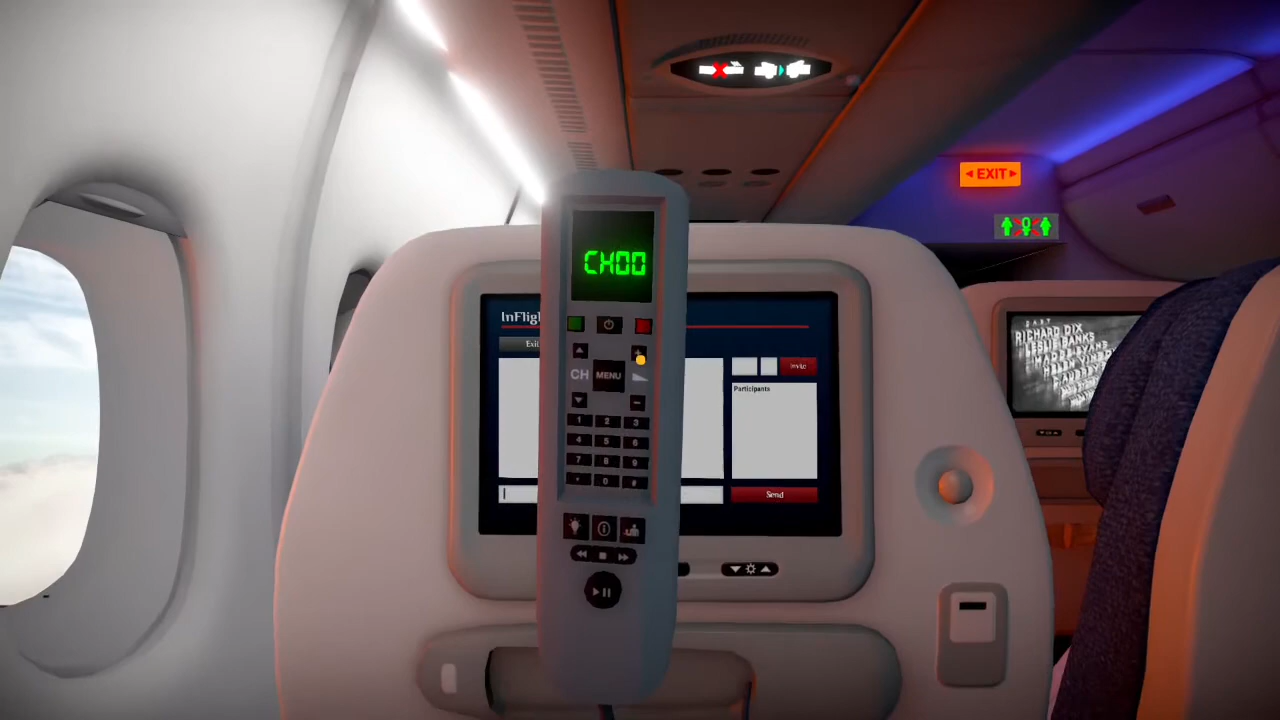 EXIT
CH00
InFligh
Exit
CH
MENU
Invite
Participants
1 2 3
4 5 6
7 8 9
* 0 #
Send
CAST
RICHARD DIX
LESLIE BANKS